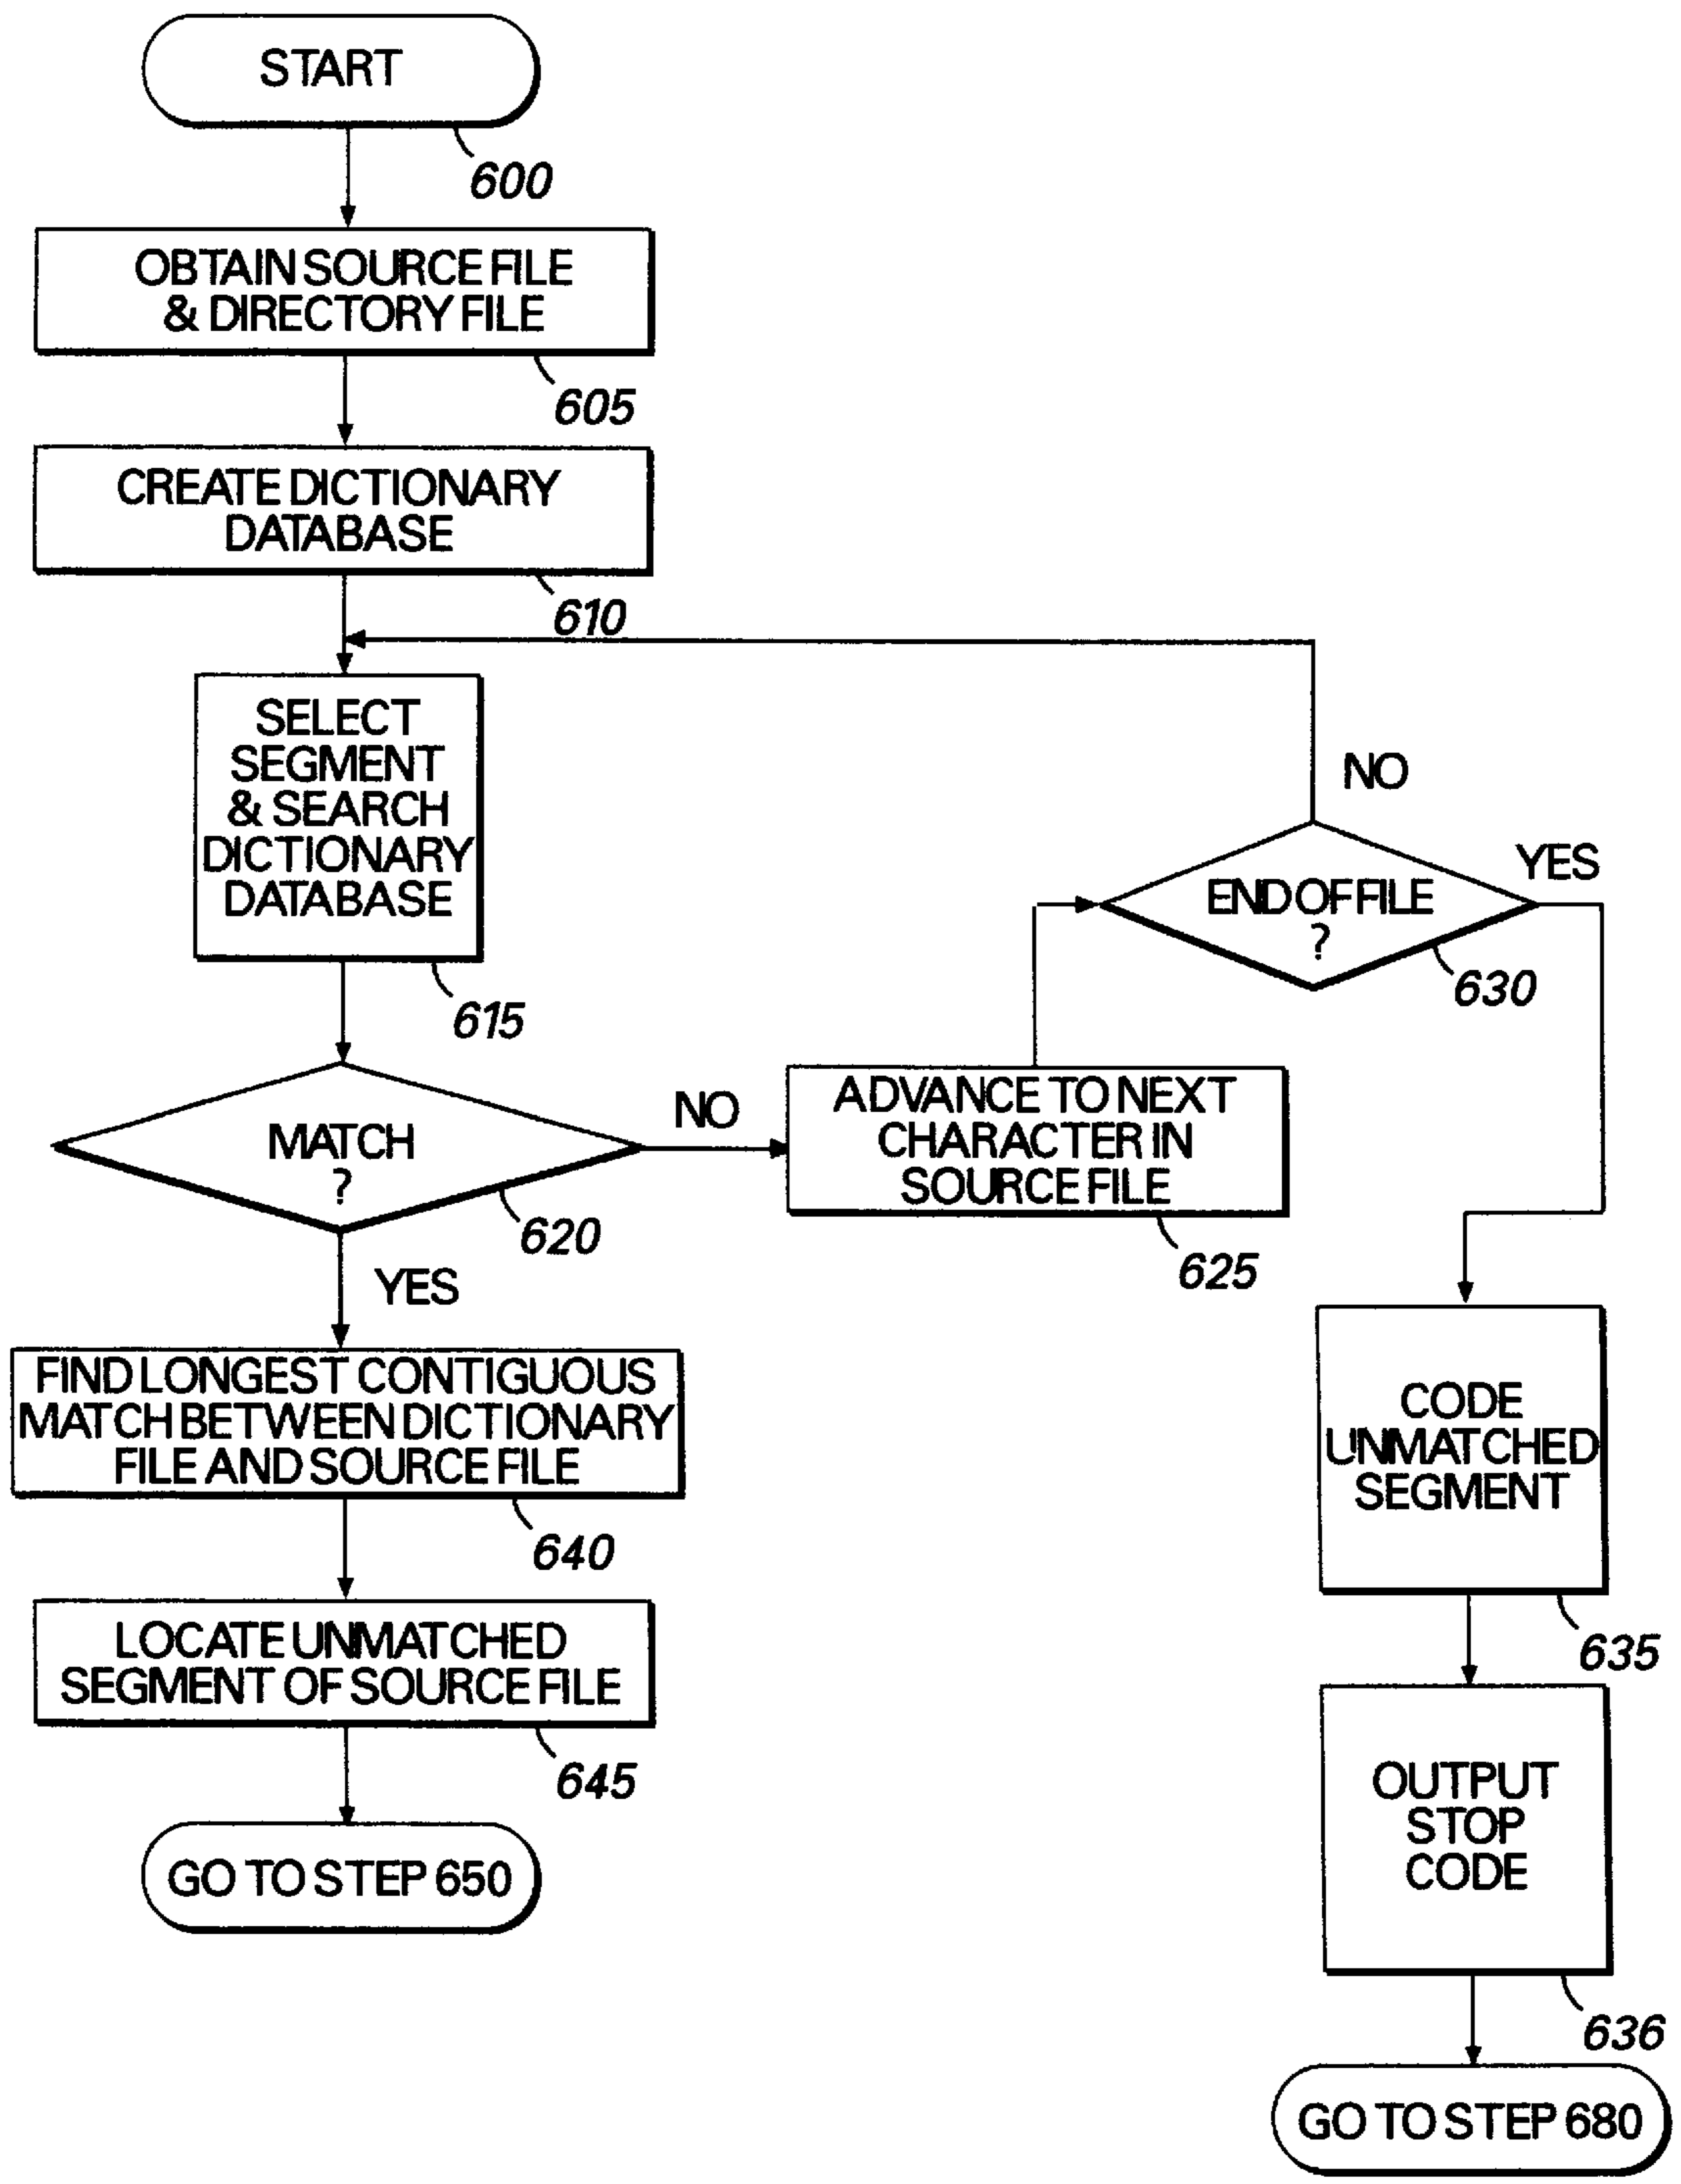 START
600
OBTAIN SOURCE FILE
& DIRECTORY FILE
605
CREATE DICTIONARY
DATABASE
610
SELECT
SEGMENT
& SEARCH
DICTIONARY
DATABASE
615
NO
YES
END OF FILE
?
630
MATCH
?
620
NO
ADVANCE TO NEXT
CHARACTER IN
SOURCE FILE
625
YES
FIND LONGEST CONTIGUOUS
MATCH BETWEEN DICTIONARY
FILE AND SOURCE FILE
640
LOCATE UNMATCHED
SEGMENT OF SOURCE FILE
645
GO TO STEP 650
CODE
UNMATCHED
SEGMENT
635
OUTPUT
STOP
CODE
636
GO TO STEP 680